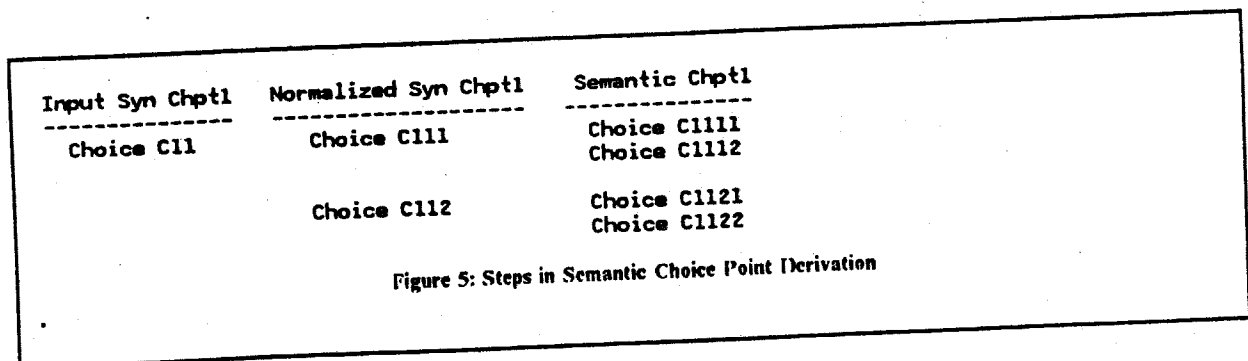 Input Syn Chpt1 Normalized Syn Chpt1 Semantic Chpt1
--------------- -------------------- ---------------
Choice C11 Choice C111 Choice C1111
Choice C1112
Choice C112 Choice C1121
Choice C1122
Figure 5: Steps in Semantic Choice Point Derivation